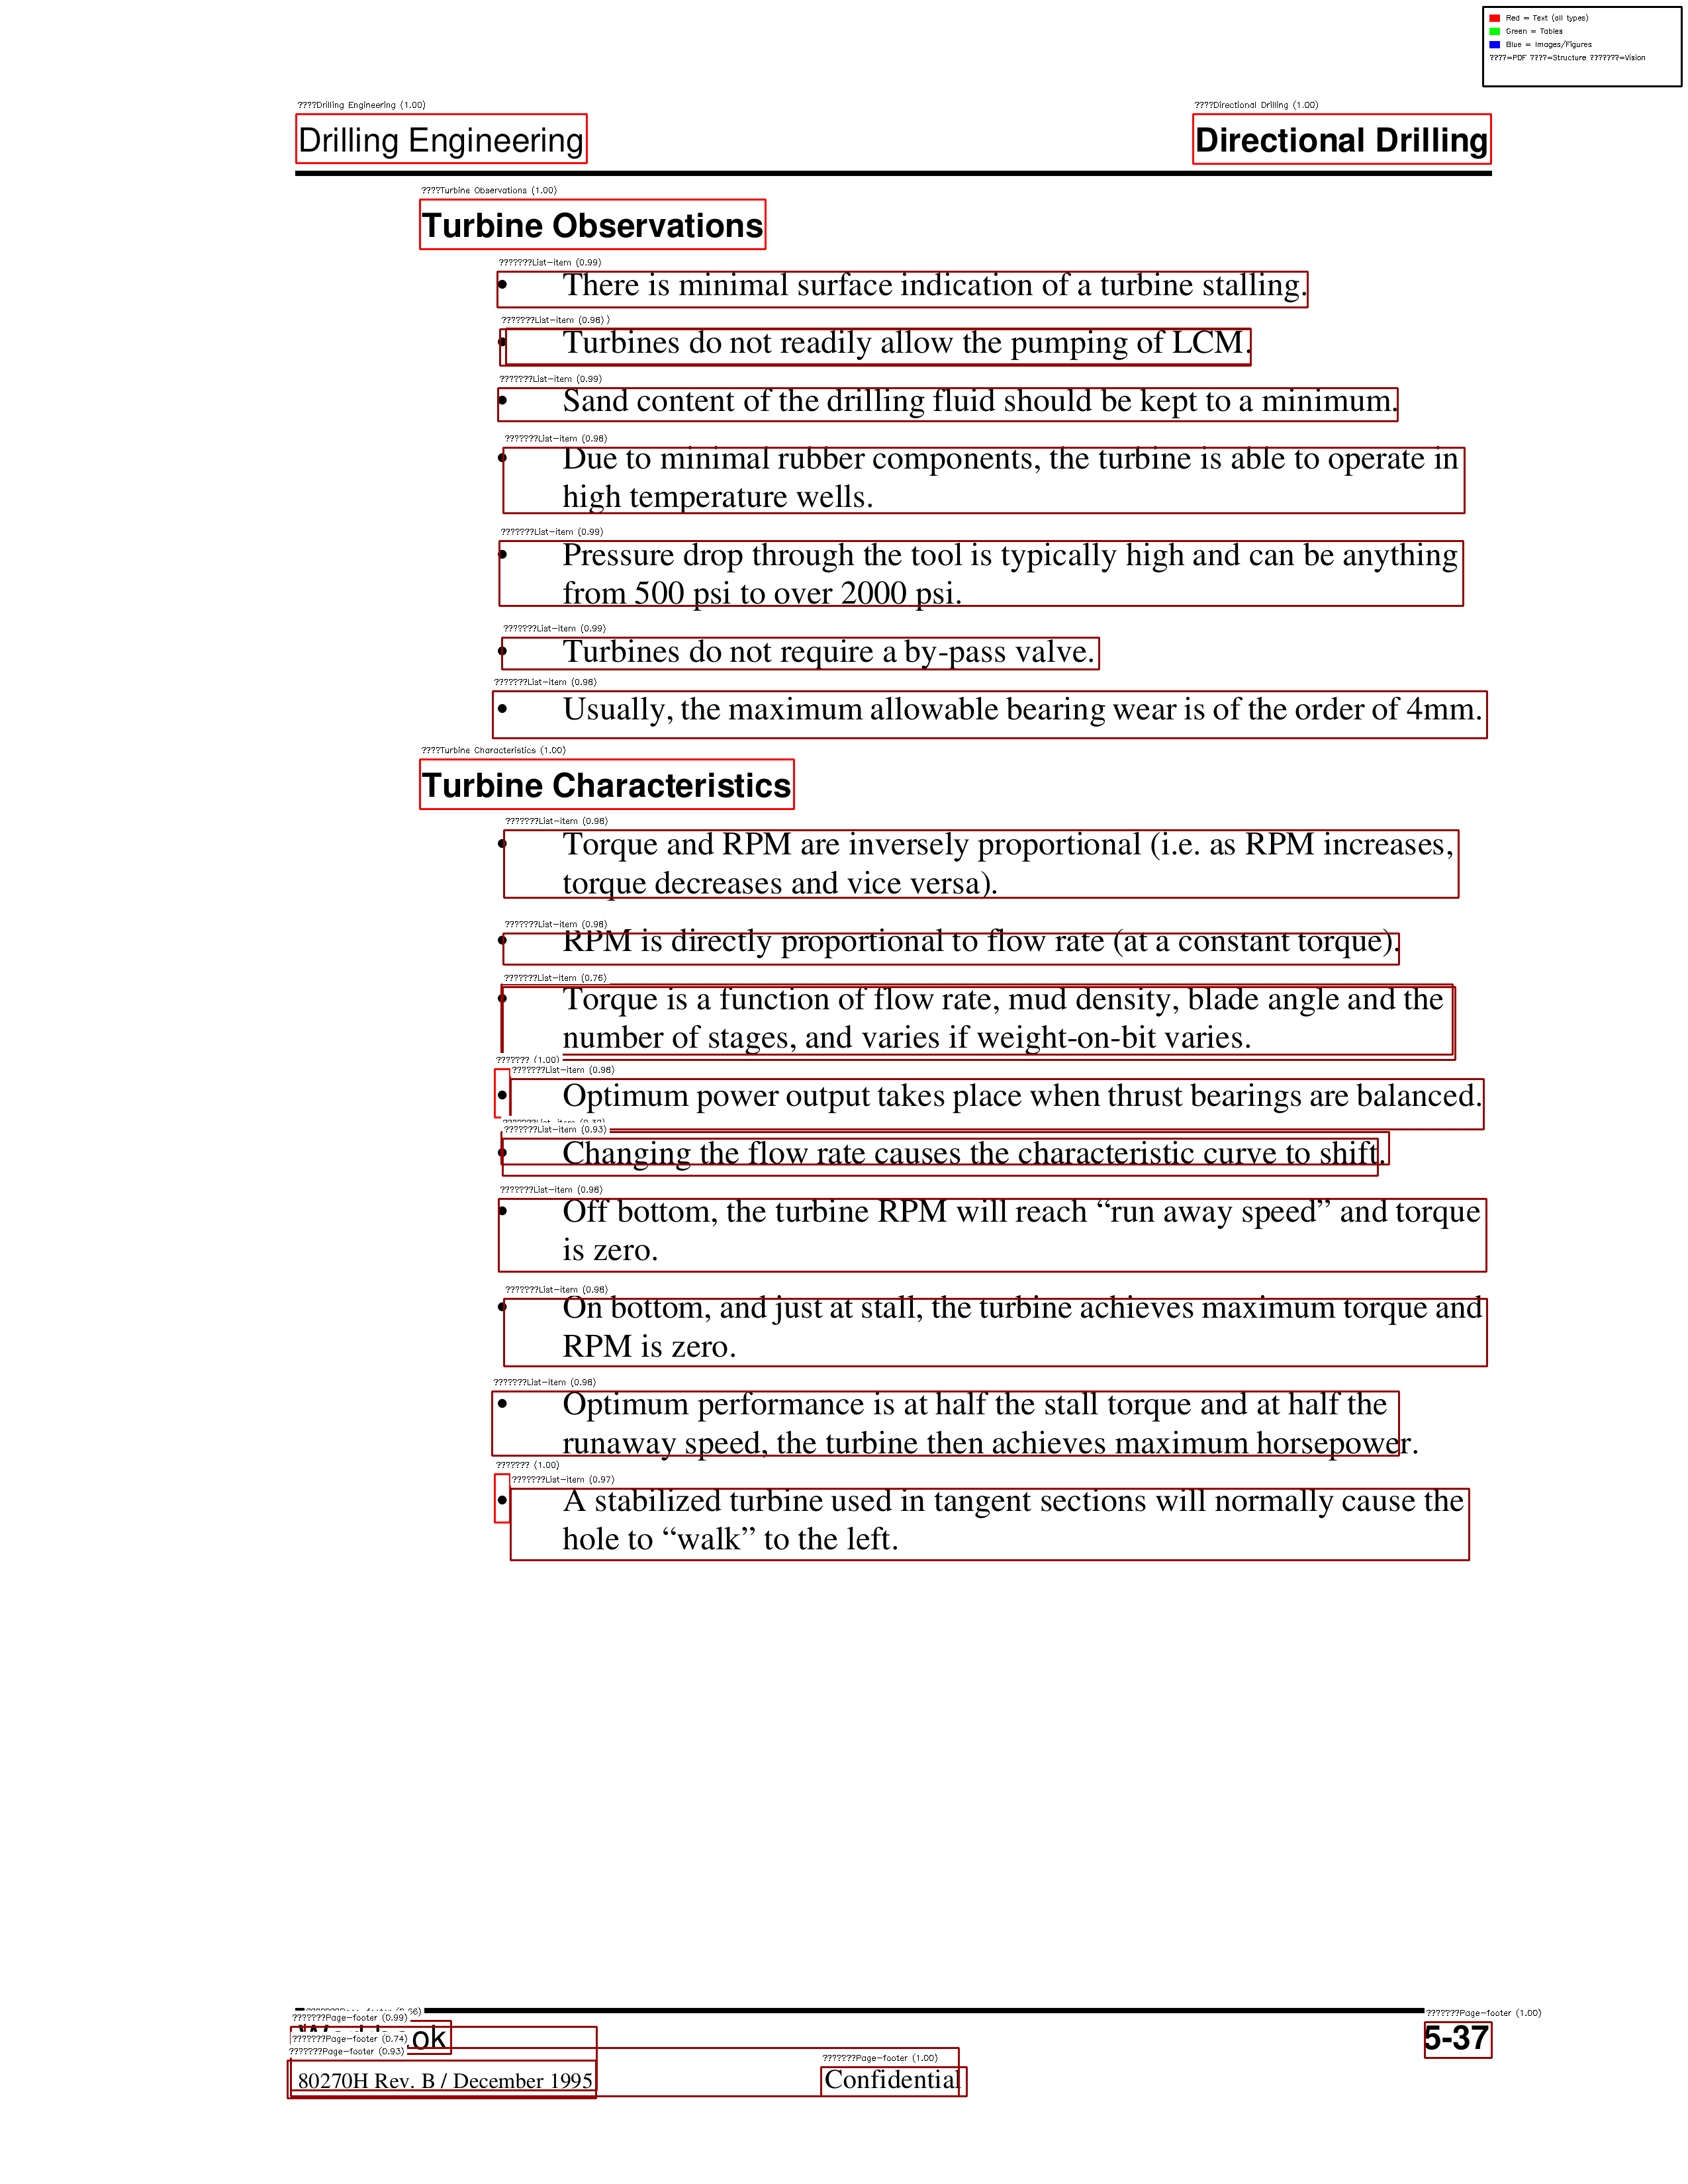 Red = Text (all types)
Green = Tables
Blue = Images/Figures
????=PDF ????=Structure ???????=Vision
????Drilling Engineering (1.00)
????Directional Drilling (1.00)
Drilling Engineering
Directional Drilling
????Turbine Observations (1.00)
Turbine Observations
???????List-item (0.99)
• There is minimal surface indication of a turbine stalling.
???????List-item (0.98) )
• Turbines do not readily allow the pumping of LCM.
???????List-item (0.99)
• Sand content of the drilling fluid should be kept to a minimum.
???????List-item (0.98)
• Due to minimal rubber components, the turbine is able to operate in
high temperature wells.
???????List-item (0.99)
• Pressure drop through the tool is typically high and can be anything
from 500 psi to over 2000 psi.
???????List-item (0.99)
• Turbines do not require a by-pass valve.
???????List-item (0.98)
• Usually, the maximum allowable bearing wear is of the order of 4mm.
????Turbine Characteristics (1.00)
Turbine Characteristics
???????List-item (0.98)
• Torque and RPM are inversely proportional (i.e. as RPM increases,
torque decreases and vice versa).
???????List-item (0.98)
• RPM is directly proportional to flow rate (at a constant torque).
???????List-item (0.76)
• Torque is a function of flow rate, mud density, blade angle and the
number of stages, and varies if weight-on-bit varies.
??????? (1.00)
???????List-item (0.98)
• Optimum power output takes place when thrust bearings are balanced.
???????List-item (0.93)
• Changing the flow rate causes the characteristic curve to shift.
???????List-item (0.98)
• Off bottom, the turbine RPM will reach “run away speed” and torque
is zero.
???????List-item (0.98)
• On bottom, and just at stall, the turbine achieves maximum torque and
RPM is zero.
???????List-item (0.98)
• Optimum performance is at half the stall torque and at half the
runaway speed, the turbine then achieves maximum horsepower.
??????? (1.00)
???????List-item (0.97)
• A stabilized turbine used in tangent sections will normally cause the
hole to “walk” to the left.
???????Page-footer (0.99)
???????Page-footer (1.00)
???????Page-footer (0.74)
5-37
???????Page-footer (0.93)
???????Page-footer (1.00)
80270H Rev. B / December 1995
Confidential